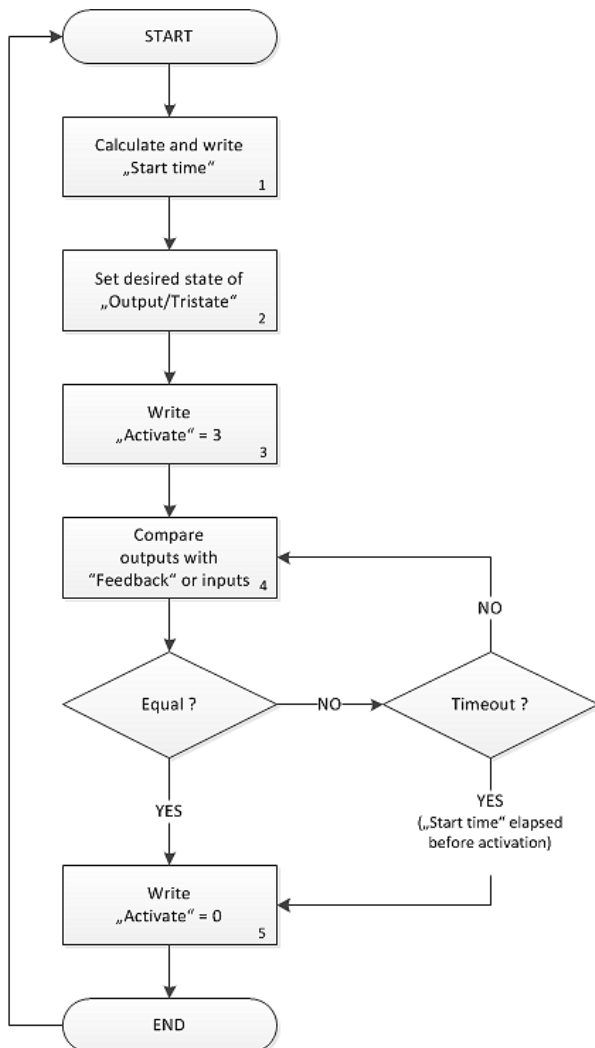 START
Calculate and write
„Start time“
1
Set desired state of
„Output/Tristate“
2
Write
„Activate“ = 3
3
Compare
outputs with
“Feedback“ or inputs
4
NO
Equal ?
NO
Timeout ?
YES
YES
(„Start time“ elapsed
before activation)
Write
„Activate“ = 0
5
END